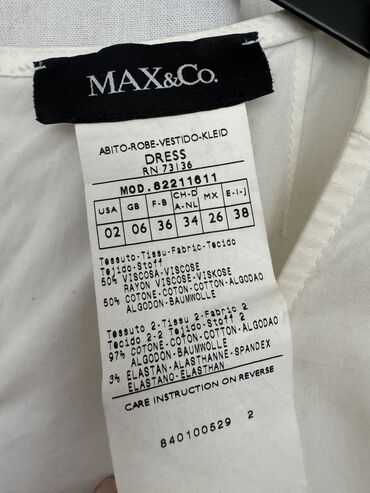 MAX&Co.
ABITO-ROBE-VESTIDO-KLEID
DRESS
RN 73136
MOD. 82211611
USA GB F-B CH-D A-NL MX E-I-J
02 06 36 34 26 38
Tessuto-Tissu-Fabric-Tecido
Tejido-Stoff
50% VISCOSA-VISCOSE
RAYON VISCOSE-VISKOSE
50% COTONE-COTON-COTTON-ALGODAO
ALGODON-BAUMWOLLE
Tessuto 2-Tissu 2-Fabric 2
Tecido 2-2 Tejido-Stoff 2
97% COTONE-COTON-COTTON-ALGODAO
ALGODON-BAUMWOLLE
3% ELASTAN-ALASTHANNE-SPANDEX
ELASTANO-ELASTHAN
CARE INSTRUCTION ON REVERSE
840100529 2